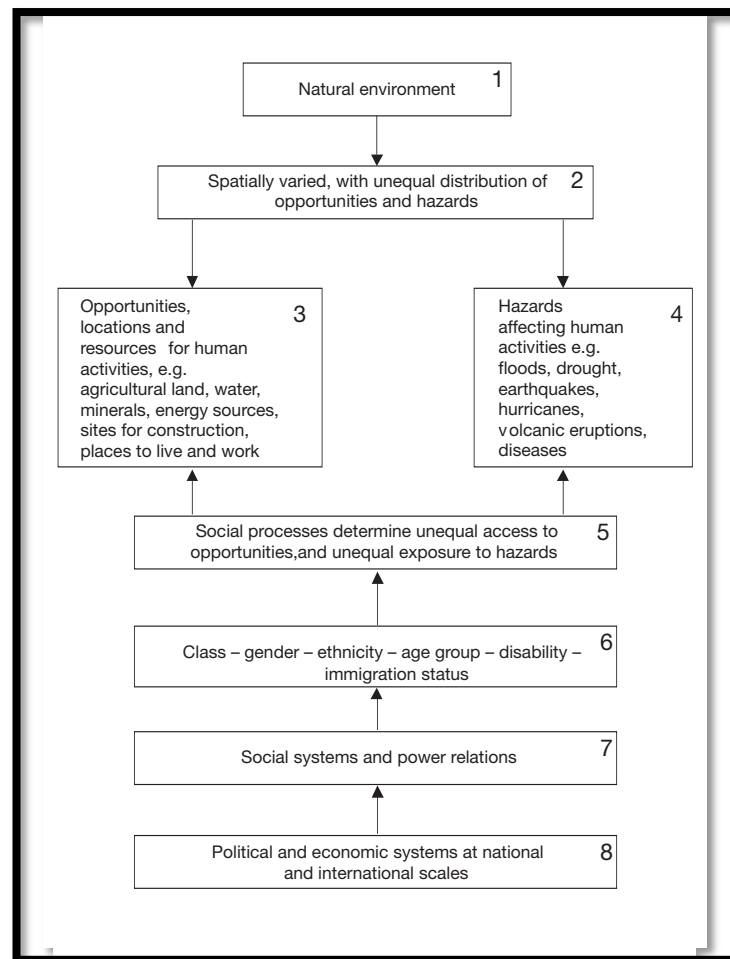 1
Natural environment
2
Spatially varied, with unequal distribution of
opportunities and hazards
3
Opportunities,
locations and
resources for human
activities, e.g.
agricultural land, water,
minerals, energy sources,
sites for construction,
places to live and work
4
Hazards
affecting human
activities e.g.
floods, drought,
earthquakes,
hurricanes,
volcanic eruptions,
diseases
5
Social processes determine unequal access to
opportunities,and unequal exposure to hazards
6
Class – gender – ethnicity – age group – disability –
immigration status
7
Social systems and power relations
8
Political and economic systems at national
and international scales